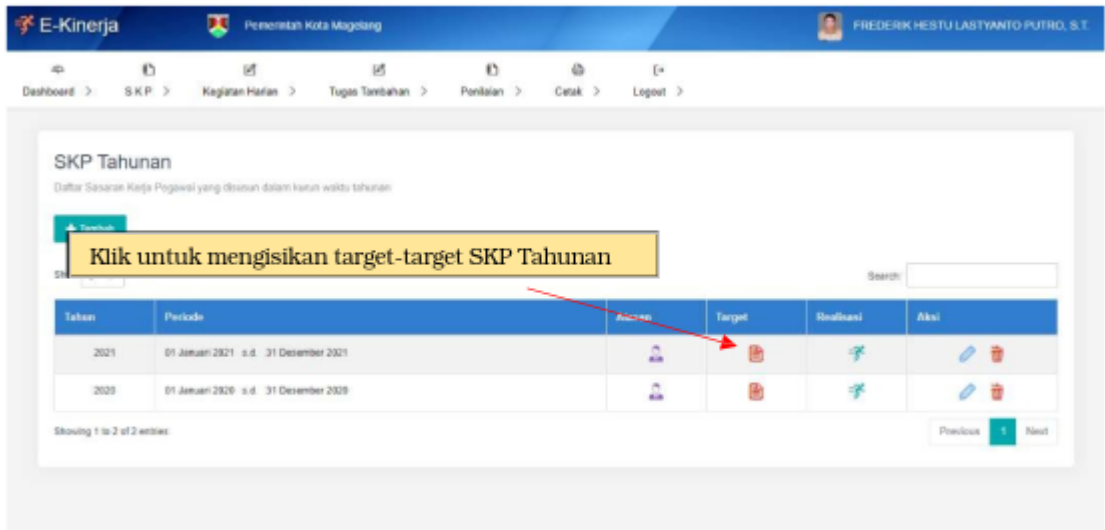 E-Kinerja
Pemerintah Kota Magelang
FREDERIK HESTU LASTYANTO PUTRO, S.T.
Dashboard >
S K P >
Kegiatan Harian >
Tugas Tambahan >
Penilaian >
Cetak >
Logout >
SKP Tahunan
Daftar Sasaran Kerja Pegawai yang disusun dalam kurun waktu tahunan
+ Tambah
Klik untuk mengisikan target-target SKP Tahunan
Search:
Tahun Periode Atasan Target Realisasi Aksi
2021 01 Januari 2021 s.d. 31 Desember 2021
2020 01 Januari 2020 s.d. 31 Desember 2020
Showing 1 to 2 of 2 entries
Previous 1 Next